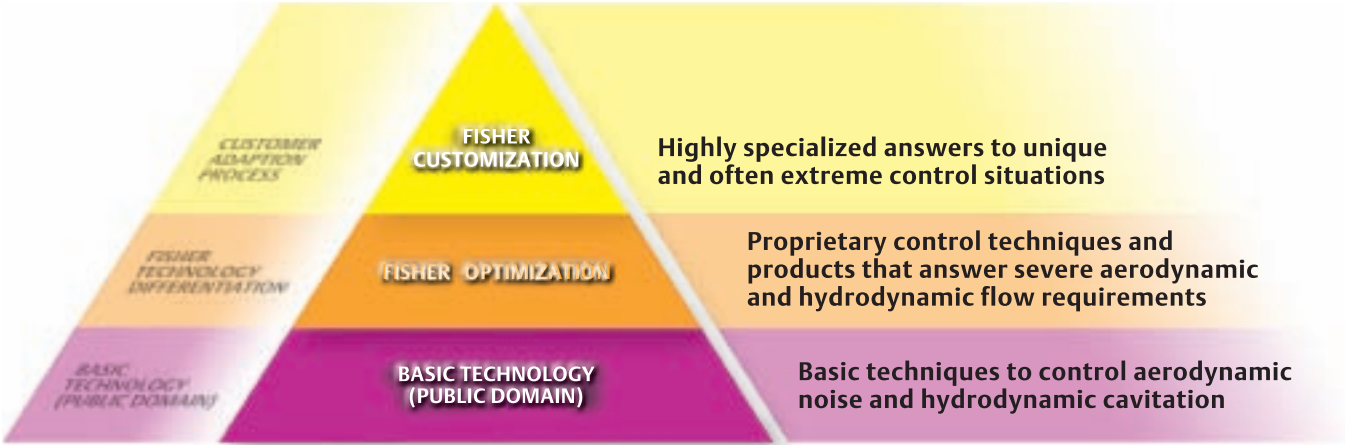 CUSTOMER
ADAPTION
PROCESS
FISHER
CUSTOMIZATION
Highly specialized answers to unique
and often extreme control situations
FISHER
TECHNOLOGY
DIFFERENTIATION
FISHER OPTIMIZATION
Proprietary control techniques and
products that answer severe aerodynamic
and hydrodynamic flow requirements
BASIC
TECHNOLOGY
(PUBLIC DOMAIN)
BASIC TECHNOLOGY
(PUBLIC DOMAIN)
Basic techniques to control aerodynamic
noise and hydrodynamic cavitation